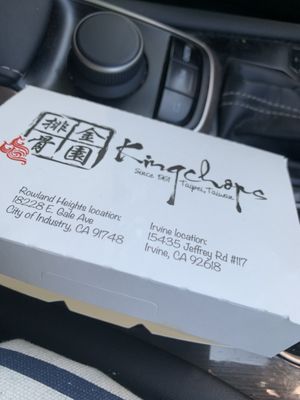 金園
排骨
Kingchops
Since 1971 Taipei, Taiwan
Rowland Heights location:
18228 E. Gale Ave
City of Industry, CA 91748
Irvine location:
15435 Jeffrey Rd #117
Irvine, CA 92618